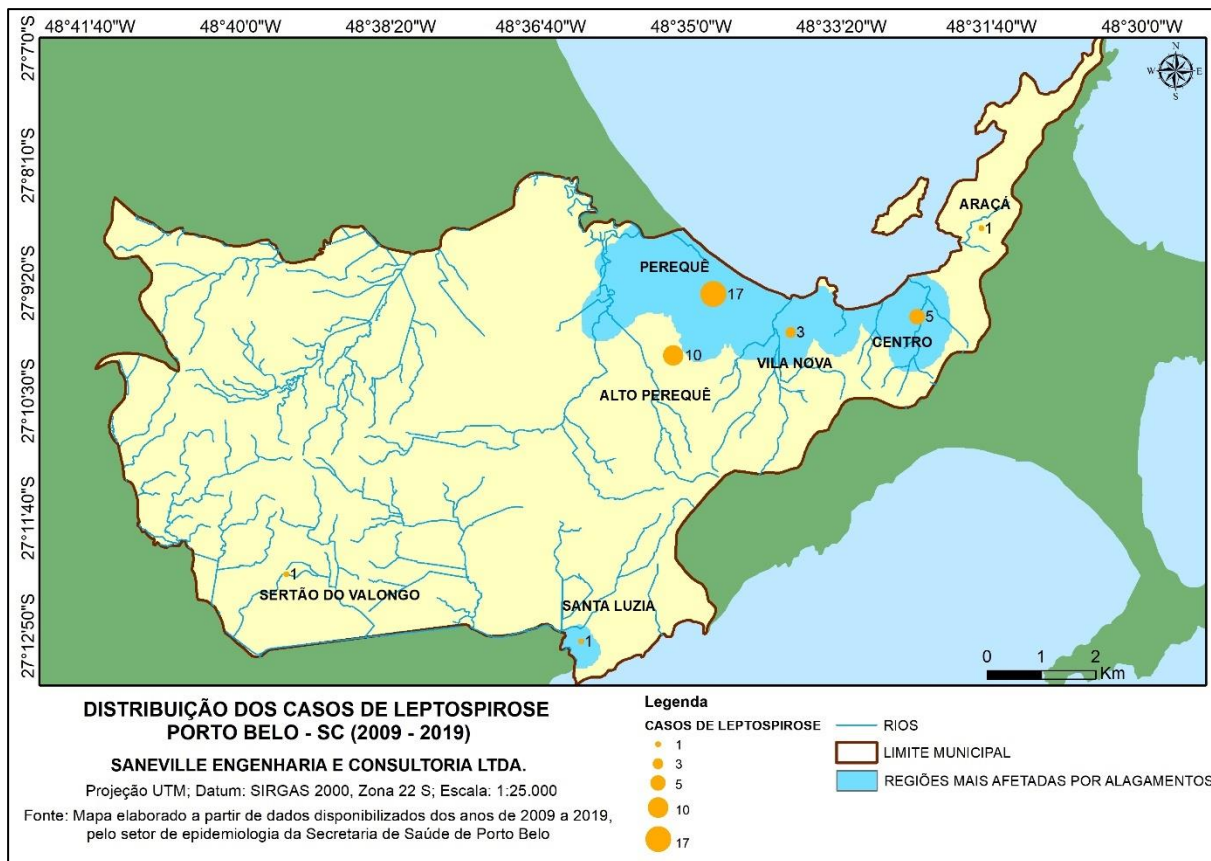 48°41'40"W 48°40'0"W 48°38'20"W 48°36'40"W 48°35'0"W 48°33'20"W 48°31'40"W 48°30'0"W
27°7'0"S
27°8'10"S
27°9'20"S
27°10'30"S
27°11'40"S
27°12'50"S
N
W E
S
ARAÇÁ
1
PEREQUÊ
17
5
CENTRO
3
VILA NOVA
10
ALTO PEREQUÊ
1
SERTÃO DO VALONGO
SANTA LUZIA
1
0 1 2
Km
DISTRIBUIÇÃO DOS CASOS DE LEPTOSPIROSE
PORTO BELO - SC (2009 - 2019)
SANEVILLE ENGENHARIA E CONSULTORIA LTDA.
Projeção UTM; Datum: SIRGAS 2000, Zona 22 S; Escala: 1:25.000
Fonte: Mapa elaborado a partir de dados disponibilizados dos anos de 2009 a 2019,
pelo setor de epidemiologia da Secretaria de Saúde de Porto Belo
Legenda
CASOS DE LEPTOSPIROSE
1
3
5
10
17
RIOS
LIMITE MUNICIPAL
REGIÕES MAIS AFETADAS POR ALAGAMENTOS